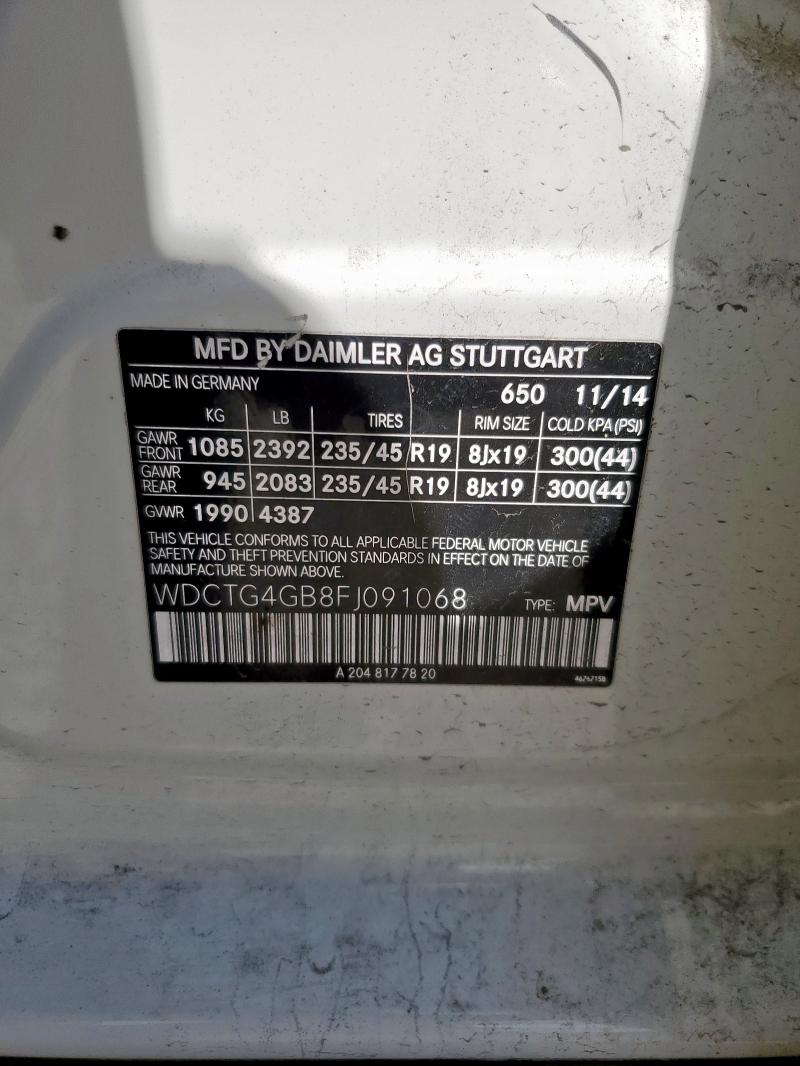 MFD BY DAIMLER AG STUTTGART
MADE IN GERMANY 650 11/14
KG LB TIRES RIM SIZE COLD KPA (PSI)
GAWR FRONT 1085 2392 235/45 R19 8Jx19 300(44)
GAWR REAR 945 2083 235/45 R19 8Jx19 300(44)
GVWR 1990 4387
THIS VEHICLE CONFORMS TO ALL APPLICABLE FEDERAL MOTOR VEHICLE
SAFETY AND THEFT PREVENTION STANDARDS IN EFFECT ON THE DATE OF
MANUFACTURE SHOWN ABOVE.
WDCTG4GB8FJ091068 TYPE: MPV
A 204 817 78 20